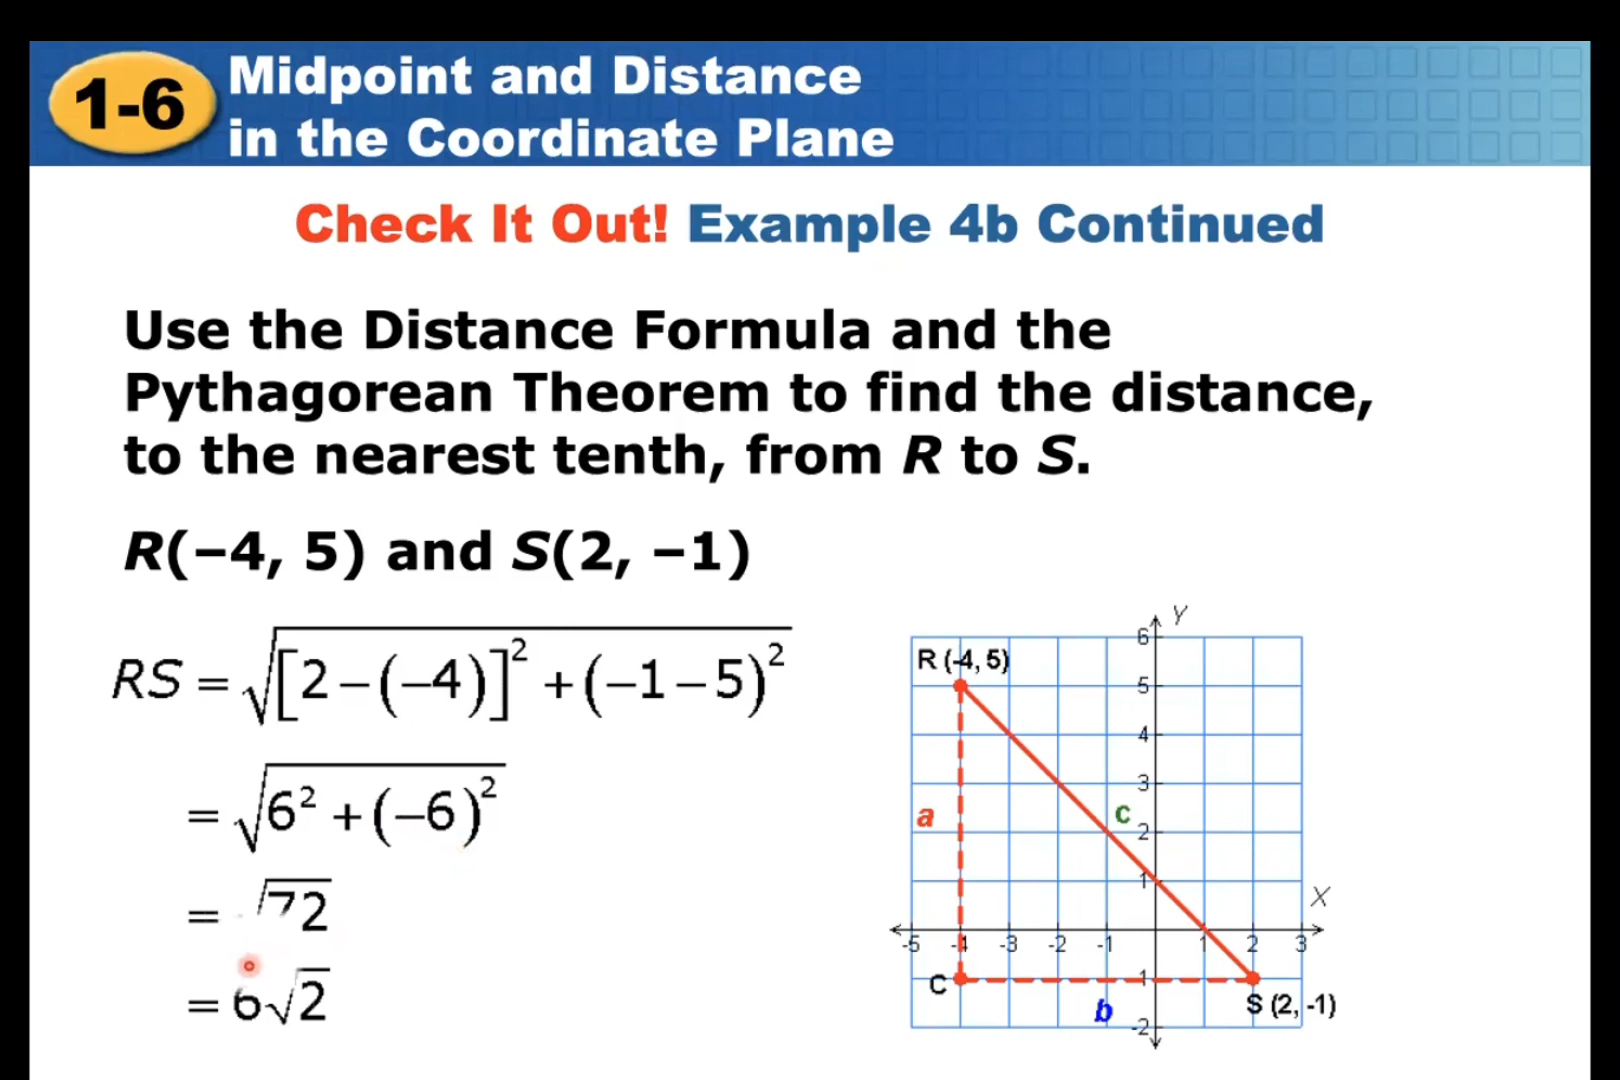 1-6
Midpoint and Distance
in the Coordinate Plane
Check It Out! Example 4b Continued
Use the Distance Formula and the
Pythagorean Theorem to find the distance,
to the nearest tenth, from R to S.
R(−4, 5) and S(2, −1)
RS = √[2−(−4)]² + (−1−5)²
= √6² + (−6)²
= √72
= 6√2
Y
6
R (-4, 5)
5
4
3
a
c
2
1
X
-5 -4 -3 -2 -1 1 2 3
C
-1
b
S (2, -1)
-2